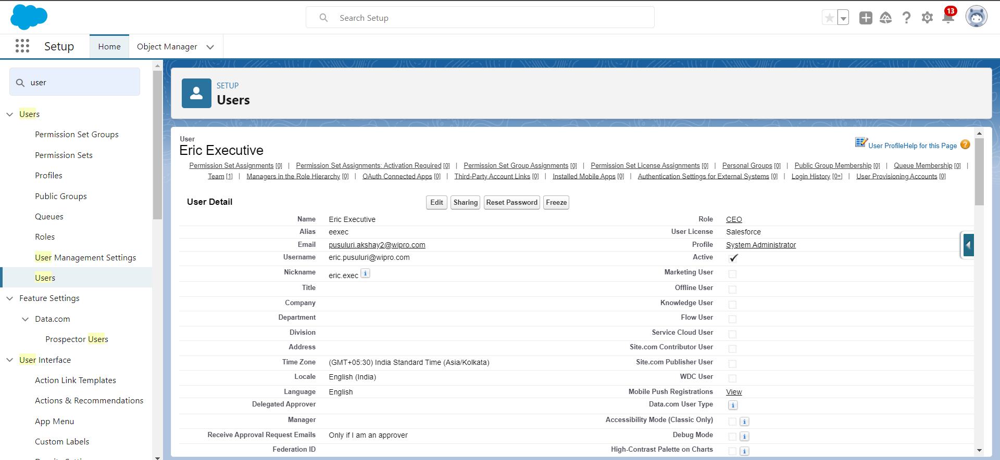 Search Setup
13
Setup
Home
Object Manager
user
Users
Permission Set Groups
Permission Sets
Profiles
Public Groups
Queues
Roles
User Management Settings
Users
Feature Settings
Data.com
Prospector Users
User Interface
Action Link Templates
Actions & Recommendations
App Menu
Custom Labels
SETUP
Users
User
Eric Executive
User Profile Help for this Page ?
Permission Set Assignments [0] | Permission Set Assignments: Activation Required [0] | Permission Set Group Assignments [0] | Permission Set License Assignments [0] | Personal Groups [0] | Public Group Membership [0] | Queue Membership [0] |
Team [1] | Managers in the Role Hierarchy [0] | OAuth Connected Apps [0] | Third-Party Account Links [0] | Installed Mobile Apps [0] | Authentication Settings for External Systems [0] | Login History [0+] | User Provisioning Accounts [0]
User Detail
Edit Sharing Reset Password Freeze
Name Eric Executive Role CEO
Alias eexec User License Salesforce
Email pusuluri.akshay2@wipro.com Profile System Administrator
Username eric.pusuluri@wipro.com Active
Nickname eric.exec i Marketing User
Title Offline User
Company Knowledge User
Department Flow User
Division Service Cloud User
Address Site.com Contributor User
Time Zone (GMT+05:30) India Standard Time (Asia/Kolkata) Site.com Publisher User
Locale English (India) WDC User
Language English Mobile Push Registrations View
Delegated Approver Data.com User Type i
Manager Accessibility Mode (Classic Only) i
Receive Approval Request Emails Only if I am an approver Debug Mode i
Federation ID High-Contrast Palette on Charts i